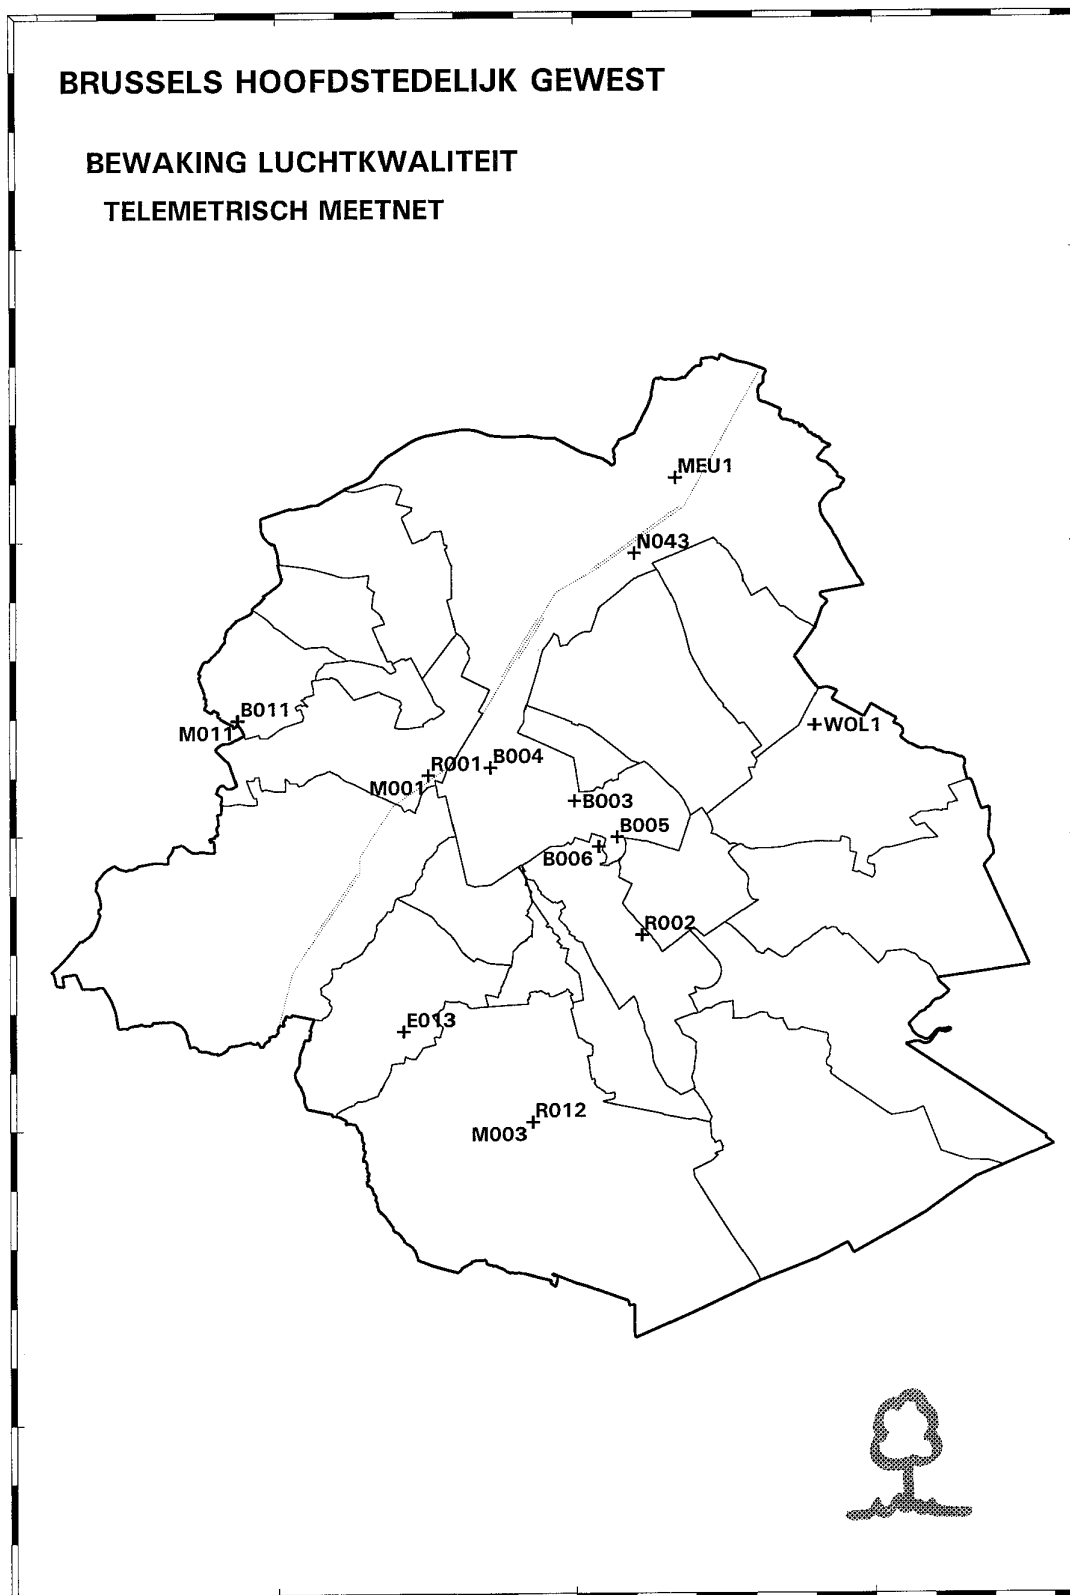 BRUSSELS HOOFDSTEDELIJK GEWEST
BEWAKING LUCHTKWALITEIT
TELEMETRISCH MEETNET
MEU1
N043
B011
M011
WOL1
B004
R001
M001
B003
B005
B006
R002
E013
R012
M003